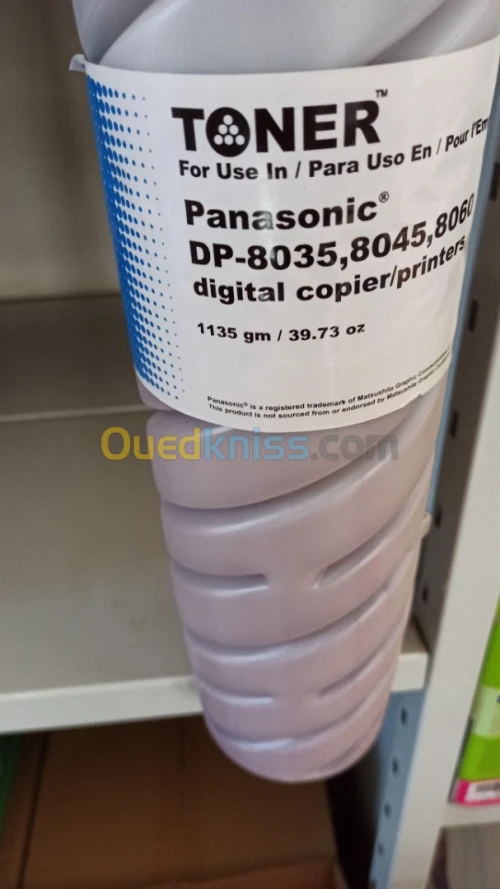 TONER™
For Use In / Para Uso En / Pour l'Em
Panasonic®
DP-8035,8045,8060
digital copier/printers
1135 gm / 39.73 oz
Panasonic® is a registered trademark of Matsushita Graphic
This product is not sourced from or endorsed by Matsushita Graphic
Ouedkniss.com